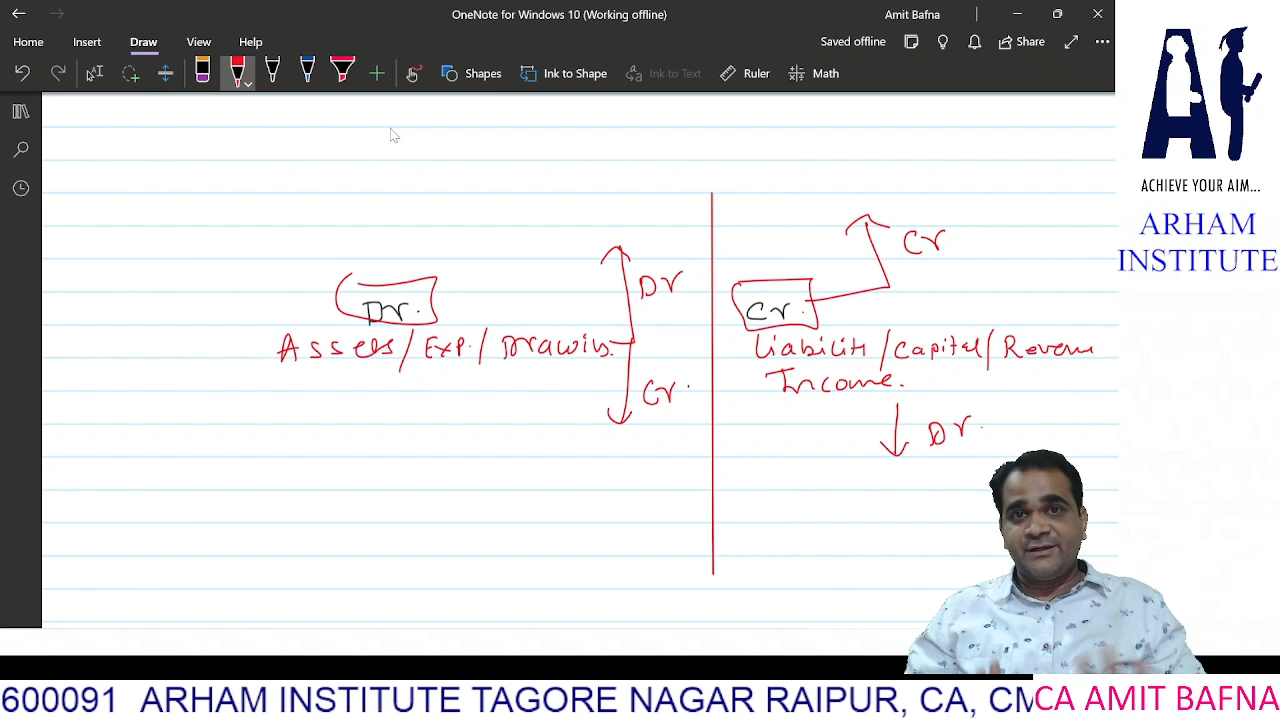 OneNote for Windows 10 (Working offline)
Amit Bafna
Home Insert Draw View Help
Saved offline
Share
Shapes
Ink to Shape
Ink to Text
Ruler
Math
ACHIEVE YOUR AIM...
ARHAM
INSTITUTE
Cr
Dr
Dr.
Cr.
Assets/Exp./Drawin
Liabiliti/Capital/Revenu
Income.
Cr.
Dr.
600091 ARHAM INSTITUTE TAGORE NAGAR RAIPUR, CA, CM
CA AMIT BAFNA